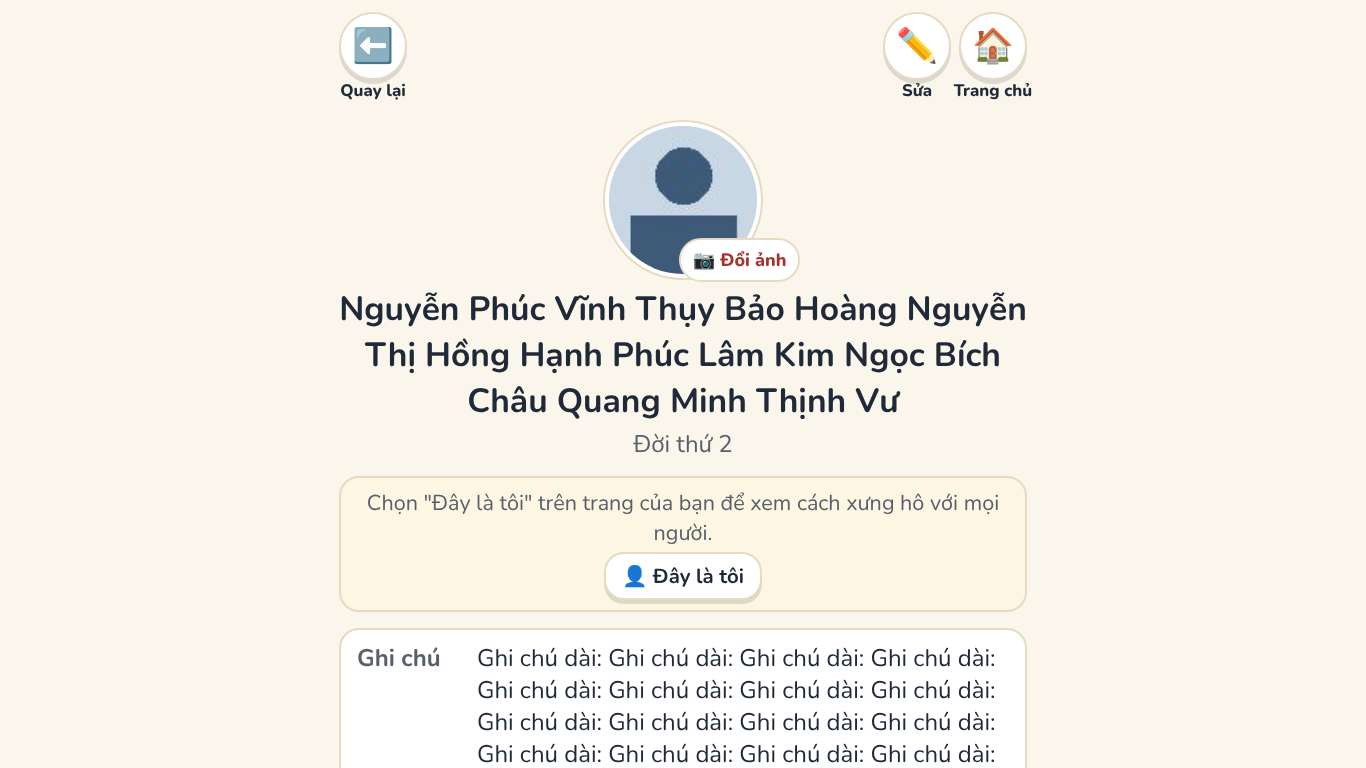 Quay lại
Sửa
Trang chủ
Đổi ảnh
Nguyễn Phúc Vĩnh Thụy Bảo Hoàng Nguyễn
Thị Hồng Hạnh Phúc Lâm Kim Ngọc Bích
Châu Quang Minh Thịnh Vư
Đời thứ 2
Chọn "Đây là tôi" trên trang của bạn để xem cách xưng hô với mọi
người.
Đây là tôi
Ghi chú
Ghi chú dài: Ghi chú dài: Ghi chú dài: Ghi chú dài:
Ghi chú dài: Ghi chú dài: Ghi chú dài: Ghi chú dài:
Ghi chú dài: Ghi chú dài: Ghi chú dài: Ghi chú dài:
Ghi chú dài: Ghi chú dài: Ghi chú dài: Ghi chú dài: